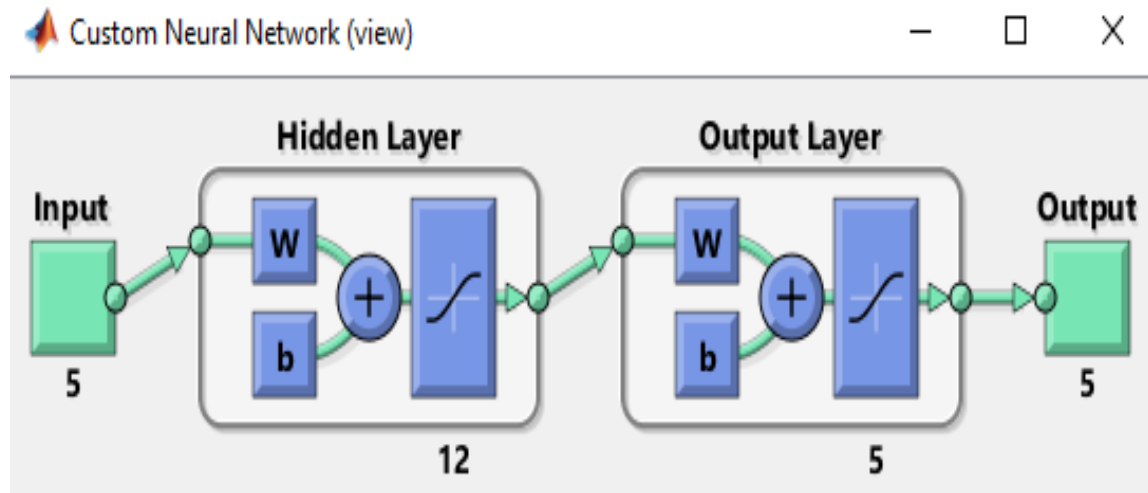 Custom Neural Network (view)
Hidden Layer
Output Layer
Input
Output
W
W
+
+
b
b
5
5
12
5